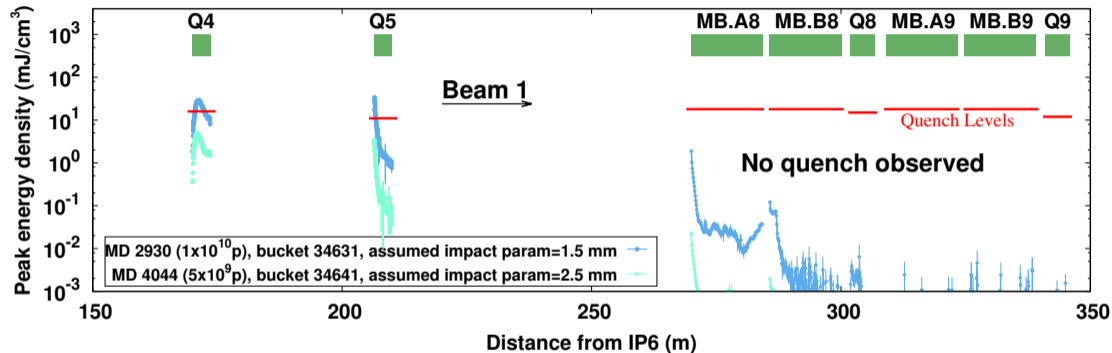 Q4 Q5 MB.A8 MB.B8 Q8 MB.A9 MB.B9 Q9
Peak energy density (mJ/cm³)
10³
10²
10¹
10⁰
10⁻¹
10⁻²
10⁻³
Beam 1
Quench Levels
No quench observed
MD 2930 (1x10¹⁰p), bucket 34631, assumed impact param=1.5 mm
MD 4044 (5x10⁹p), bucket 34641, assumed impact param=2.5 mm
150 200 250 300 350
Distance from IP6 (m)